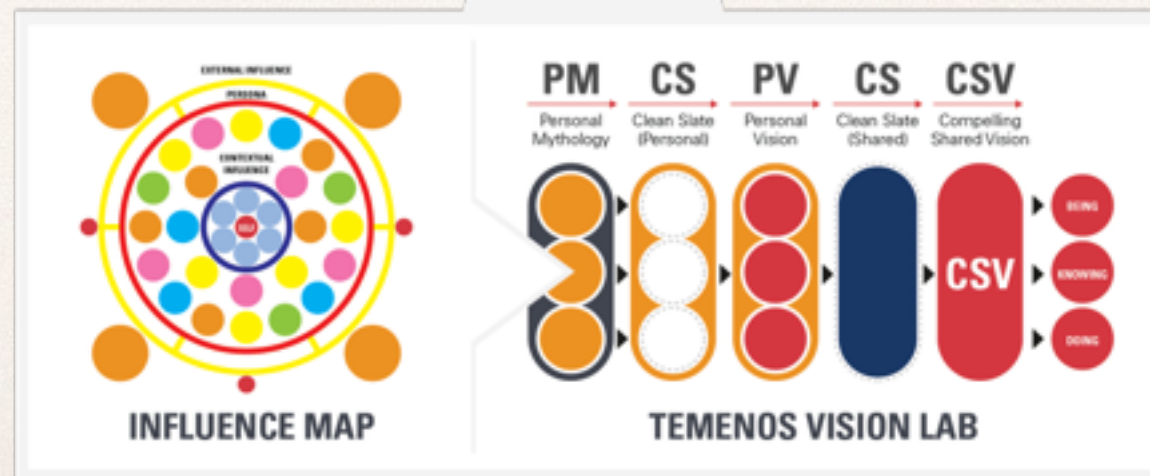 EXTERNAL INFLUENCE
PERSONA
CONTEXTUAL
INFLUENCE
SELF
INFLUENCE MAP
PM
CS
PV
CS
CSV
Personal
Mythology
Clean Slate
(Personal)
Personal
Vision
Clean Slate
(Shared)
Compelling
Shared Vision
CSV
BEING
KNOWING
DOING
TEMENOS VISION LAB